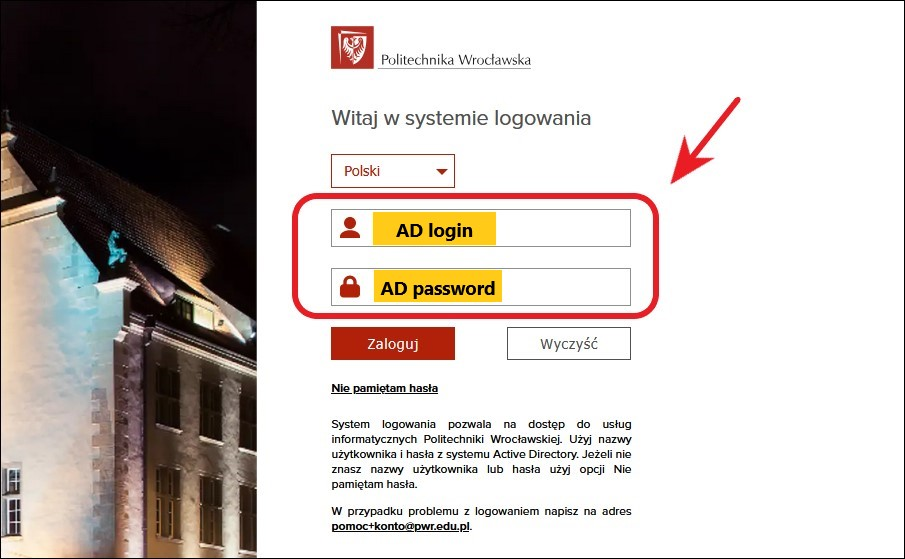 Politechnika Wrocławska
Witaj w systemie logowania
Polski
AD login
AD password
Zaloguj
Wyczyść
Nie pamiętam hasła
System logowania pozwala na dostęp do usług
informatycznych Politechniki Wrocławskiej. Użyj nazwy
użytkownika i hasła z systemu Active Directory. Jeżeli nie
znasz nazwy użytkownika lub hasła użyj opcji Nie
pamiętam hasła.
W przypadku problemu z logowaniem napisz na adres
pomoc+konto@pwr.edu.pl.